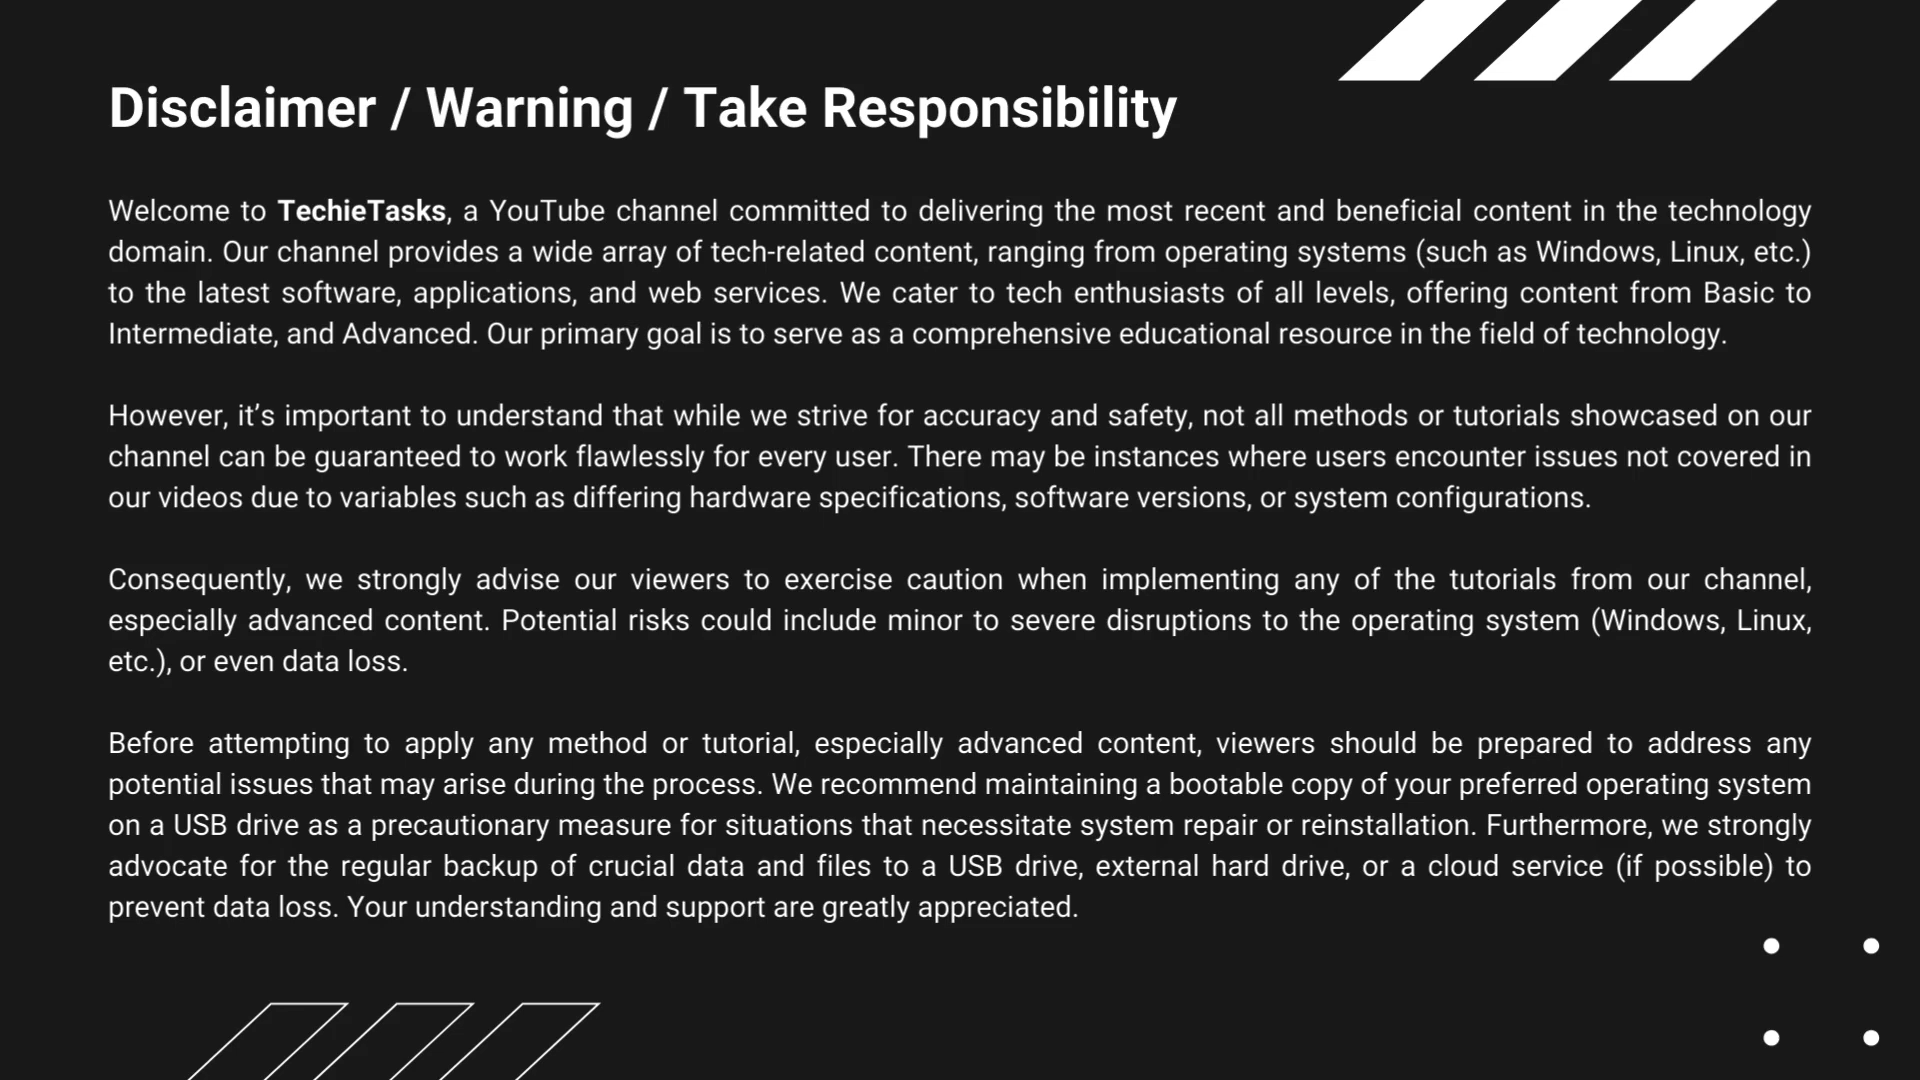 Disclaimer / Warning / Take Responsibility
Welcome to TechieTasks, a YouTube channel committed to delivering the most recent and beneficial content in the technology
domain. Our channel provides a wide array of tech-related content, ranging from operating systems (such as Windows, Linux, etc.)
to the latest software, applications, and web services. We cater to tech enthusiasts of all levels, offering content from Basic to
Intermediate, and Advanced. Our primary goal is to serve as a comprehensive educational resource in the field of technology.
However, it’s important to understand that while we strive for accuracy and safety, not all methods or tutorials showcased on our
channel can be guaranteed to work flawlessly for every user. There may be instances where users encounter issues not covered in
our videos due to variables such as differing hardware specifications, software versions, or system configurations.
Consequently, we strongly advise our viewers to exercise caution when implementing any of the tutorials from our channel,
especially advanced content. Potential risks could include minor to severe disruptions to the operating system (Windows, Linux,
etc.), or even data loss.
Before attempting to apply any method or tutorial, especially advanced content, viewers should be prepared to address any
potential issues that may arise during the process. We recommend maintaining a bootable copy of your preferred operating system
on a USB drive as a precautionary measure for situations that necessitate system repair or reinstallation. Furthermore, we strongly
advocate for the regular backup of crucial data and files to a USB drive, external hard drive, or a cloud service (if possible) to
prevent data loss. Your understanding and support are greatly appreciated.